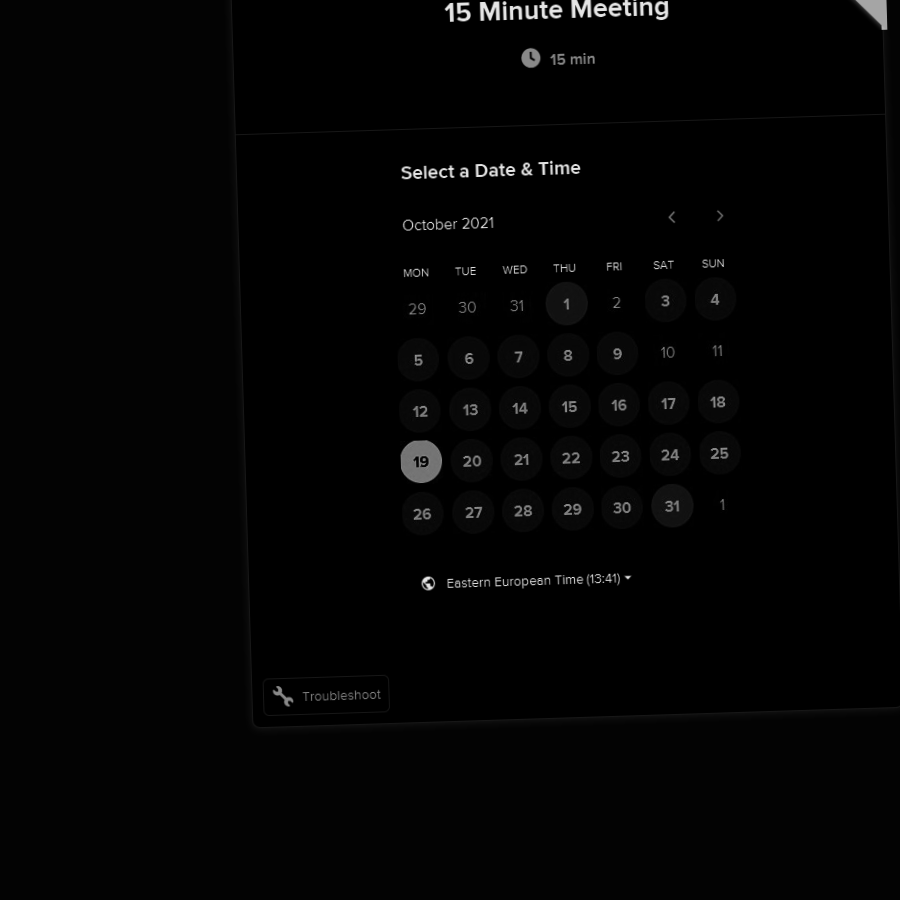 15 Minute Meeting
15 min
Select a Date & Time
October 2021
MON TUE WED THU FRI SAT SUN
29 30 31 1 2 3 4
5 6 7 8 9 10 11
12 13 14 15 16 17 18
19 20 21 22 23 24 25
26 27 28 29 30 31 1
Eastern European Time (13:41)
Troubleshoot